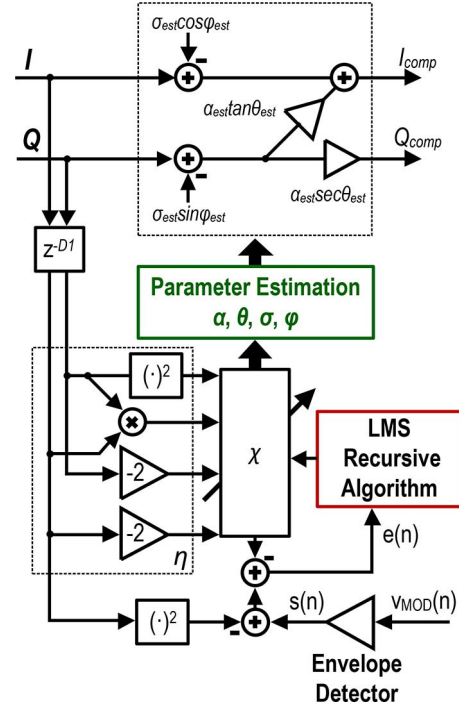 σestcosφest
I
Icomp
αesttanθest
Q
Qcomp
αestsecθest
σestsinφest
z-D1
Parameter Estimation
α, θ, σ, φ
(·)2
χ
LMS
Recursive
Algorithm
-2
-2
η
e(n)
s(n)
vMOD(n)
(·)2
Envelope
Detector